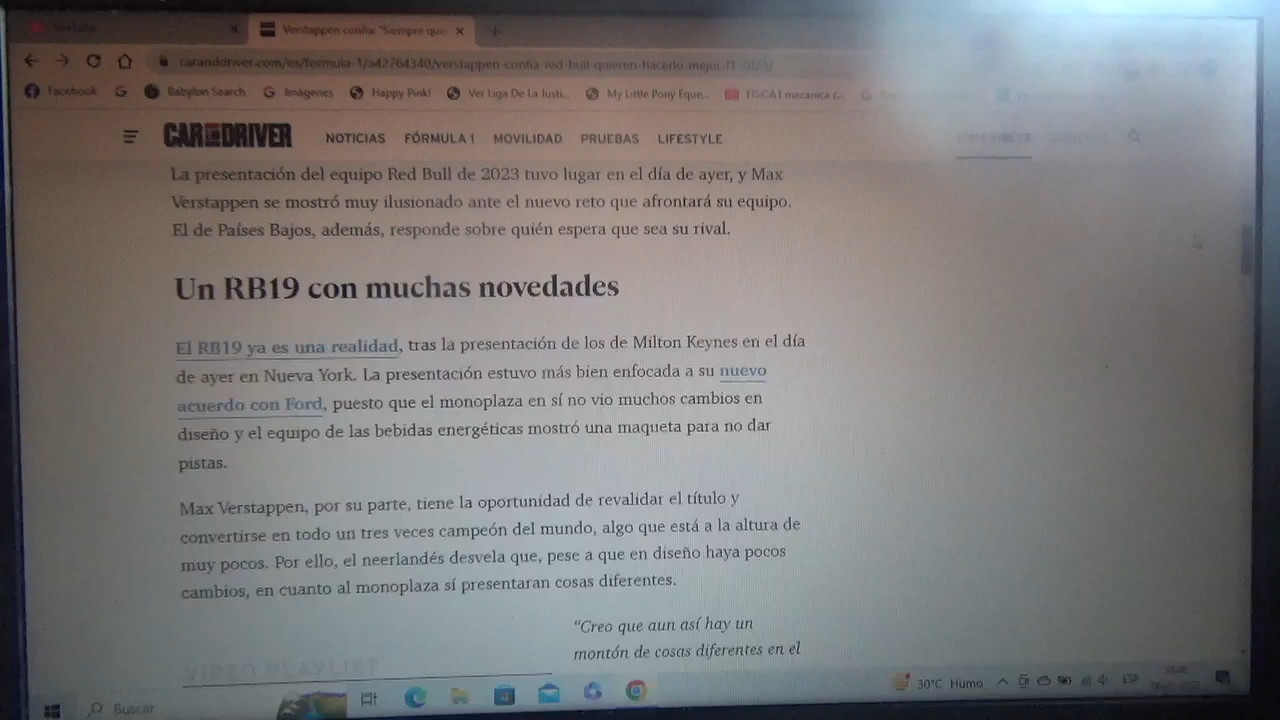 YouTube
Verstappen confía: "Siempre que
caranddriver.com/es/formula-1/a42764340/verstappen-confia-red-bull-quieren-hacerlo-mejor-f1-
Facebook
Babylon Search
Imágenes
Happy Pink!
Ver Liga De La Justi...
My Little Pony Eque...
FISICA I mecanica c...
CAR AND DRIVER
NOTICIAS FÓRMULA 1 MOVILIDAD PRUEBAS LIFESTYLE
La presentación del equipo Red Bull de 2023 tuvo lugar en el día de ayer, y Max
Verstappen se mostró muy ilusionado ante el nuevo reto que afrontará su equipo.
El de Países Bajos, además, responde sobre quién espera que sea su rival.
Un RB19 con muchas novedades
El RB19 ya es una realidad, tras la presentación de los de Milton Keynes en el día
de ayer en Nueva York. La presentación estuvo más bien enfocada a su nuevo
acuerdo con Ford, puesto que el monoplaza en sí no vio muchos cambios en
diseño y el equipo de las bebidas energéticas mostró una maqueta para no dar
pistas.
Max Verstappen, por su parte, tiene la oportunidad de revalidar el título y
convertirse en todo un tres veces campeón del mundo, algo que está a la altura de
muy pocos. Por ello, el neerlandés desvela que, pese a que en diseño haya pocos
cambios, en cuanto al monoplaza sí presentaran cosas diferentes.
"Creo que aun así hay un
montón de cosas diferentes en el
VIDEO PLAYLIST
Buscar
30°C Humo
ESP